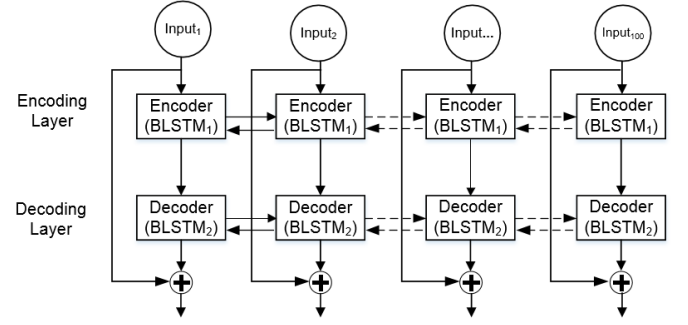 Input₁
Input₂
Input...
Input₁₀₀
Encoding
Layer
Encoder
(BLSTM₁)
Encoder
(BLSTM₁)
Encoder
(BLSTM₁)
Encoder
(BLSTM₁)
Decoding
Layer
Decoder
(BLSTM₂)
Decoder
(BLSTM₂)
Decoder
(BLSTM₂)
Decoder
(BLSTM₂)